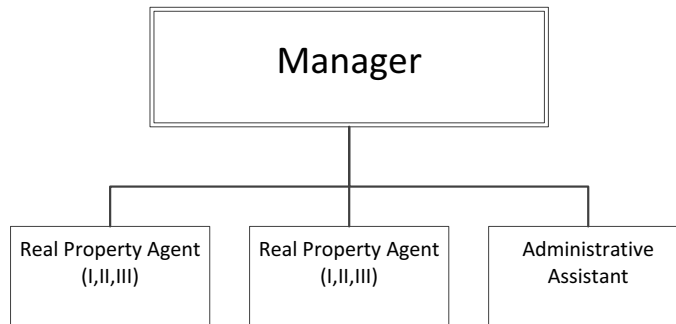 Manager
Real Property Agent
(I,II,III)
Real Property Agent
(I,II,III)
Administrative
Assistant